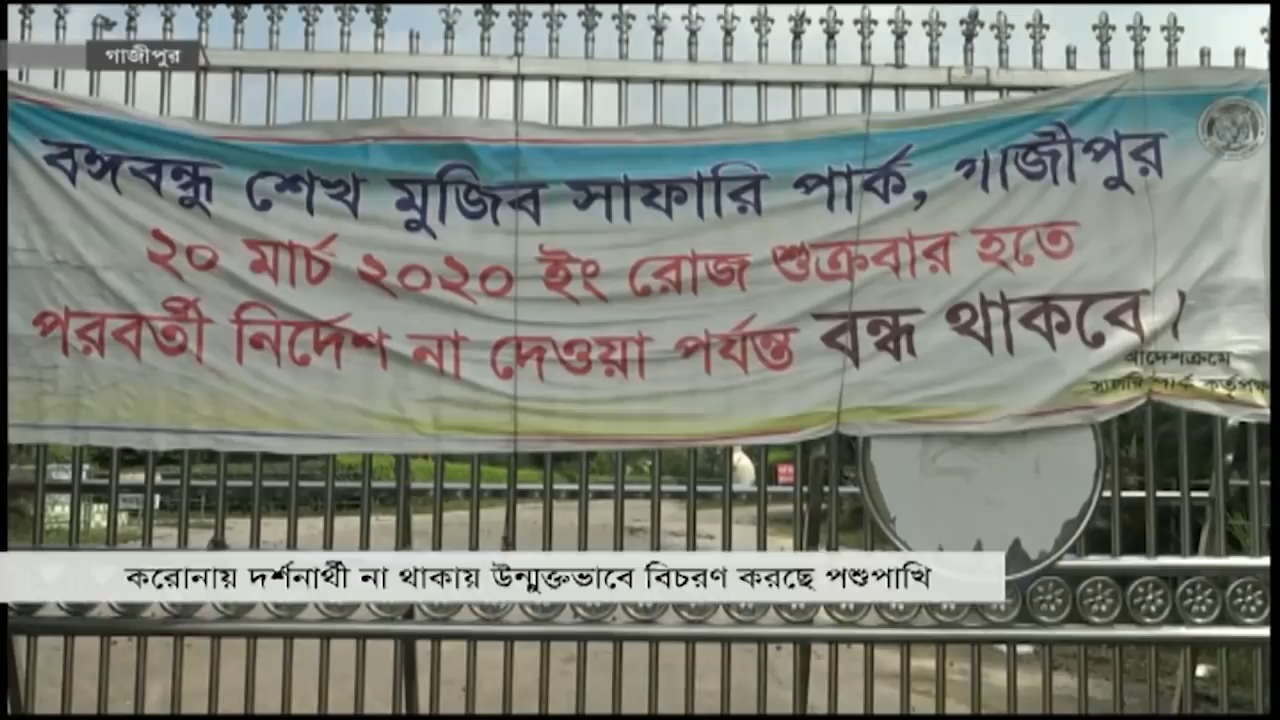 গাজীপুর
বঙ্গবন্ধু শেখ মুজিব সাফারি পার্ক, গাজীপুর
২০ মার্চ ২০২০ ইং রোজ শুক্রবার হতে
পরবর্তী নির্দেশ না দেওয়া পর্যন্ত বন্ধ থাকবে।
আদেশক্রমে
সাফারি পার্ক কর্তৃপক্ষ
করোনায় দর্শনার্থী না থাকায় উন্মুক্তভাবে বিচরণ করছে পশুপাখি